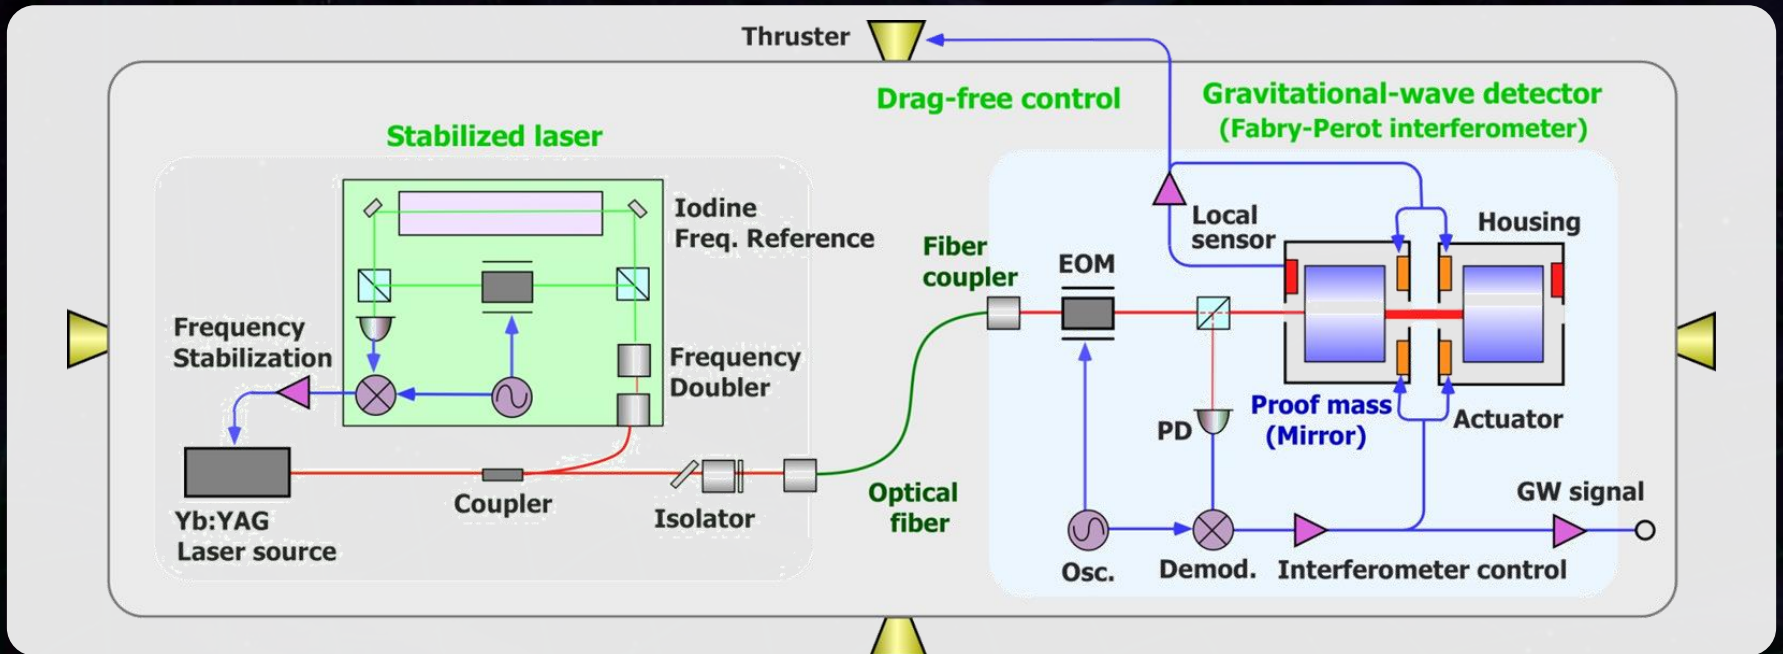 Thruster
Drag-free control
Gravitational-wave detector
(Fabry-Perot interferometer)
Stabilized laser
Iodine
Freq. Reference
Local
sensor
Housing
Fiber
coupler
EOM
Frequency
Stabilization
Frequency
Doubler
Proof mass
(Mirror)
Actuator
PD
Coupler
Isolator
Optical
fiber
GW signal
Yb:YAG
Laser source
Osc.
Demod.
Interferometer control